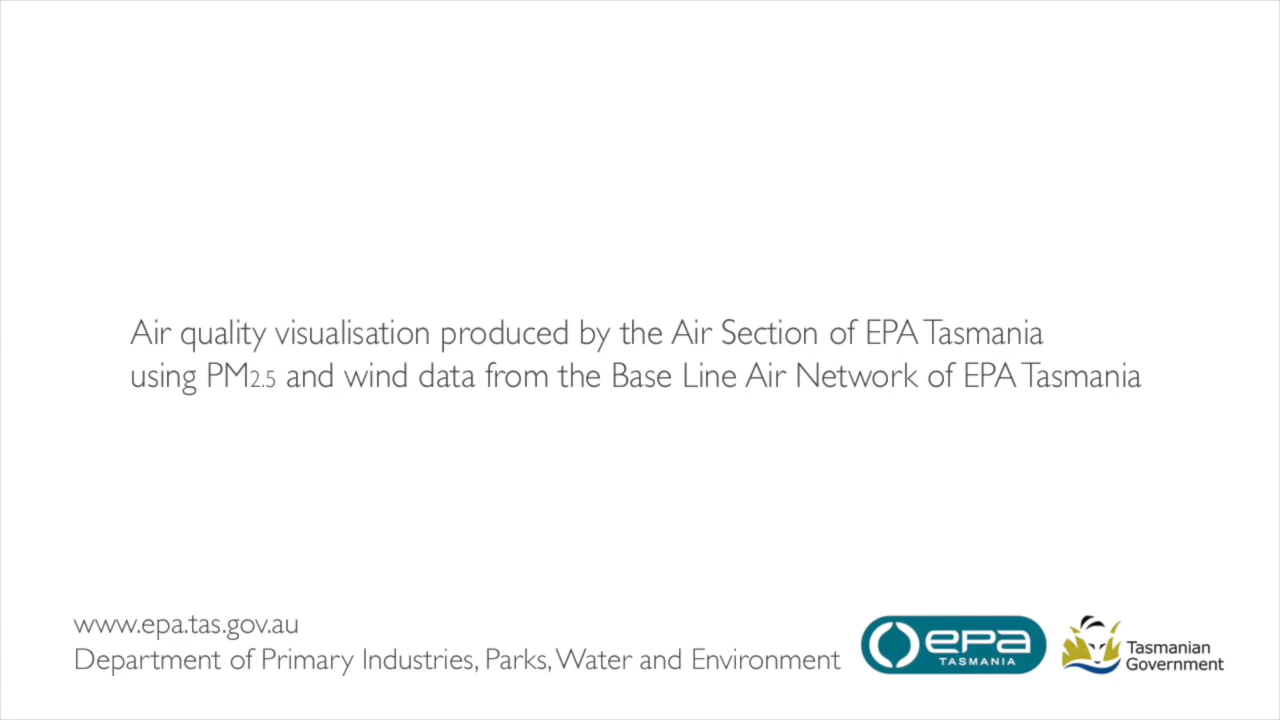 Air quality visualisation produced by the Air Section of EPA Tasmania
using PM2.5 and wind data from the Base Line Air Network of EPA Tasmania
www.epa.tas.gov.au
Department of Primary Industries, Parks, Water and Environment
epa
TASMANIA
Tasmanian
Government